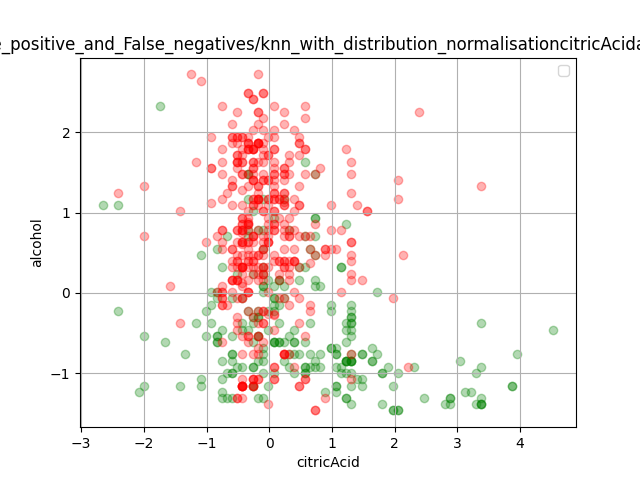 e_positive_and_False_negatives/knn_with_distribution_normalisationcitricAcida
alcohol
2
1
0
−1
−3 −2 −1 0 1 2 3 4
citricAcid